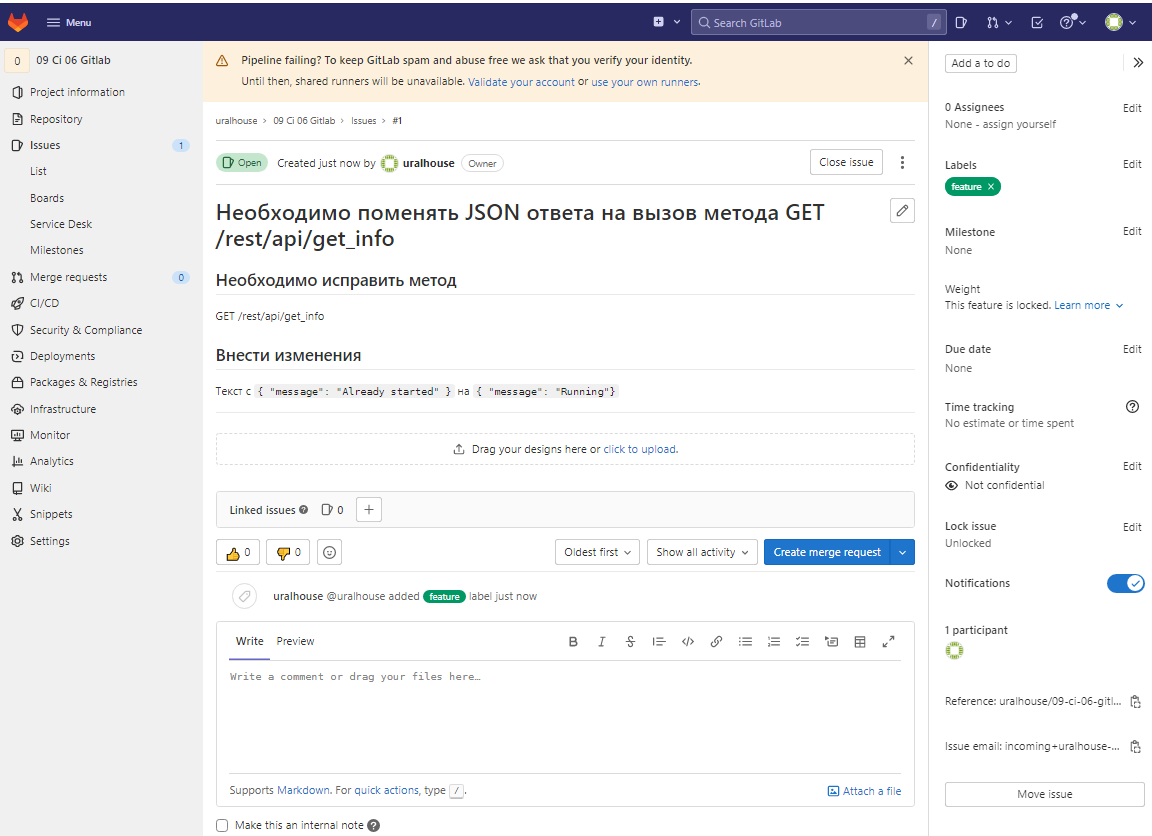 Menu
Search GitLab
/
0
09 Ci 06 Gitlab
Project information
Repository
Issues
1
List
Boards
Service Desk
Milestones
Merge requests
0
CI/CD
Security & Compliance
Deployments
Packages & Registries
Infrastructure
Monitor
Analytics
Wiki
Snippets
Settings
Pipeline failing? To keep GitLab spam and abuse free we ask that you verify your identity.
Until then, shared runners will be unavailable. Validate your account or use your own runners.
uralhouse > 09 Ci 06 Gitlab > Issues > #1
Open Created just now by uralhouse Owner
Close issue
Необходимо поменять JSON ответа на вызов метода GET
/rest/api/get_info
Необходимо исправить метод
GET /rest/api/get_info
Внести изменения
Текст с { "message": "Already started" } на { "message": "Running"}
Drag your designs here or click to upload.
Linked issues ? 0
0 0
Oldest first
Show all activity
Create merge request
uralhouse @uralhouse added feature label just now
Write Preview
Write a comment or drag your files here…
Supports Markdown. For quick actions, type /.
Attach a file
Make this an internal note ?
Add a to do
0 Assignees Edit
None - assign yourself
Labels Edit
feature ×
Milestone Edit
None
Weight
This feature is locked. Learn more
Due date Edit
None
Time tracking ?
No estimate or time spent
Confidentiality Edit
Not confidential
Lock issue Edit
Unlocked
Notifications
1 participant
Reference: uralhouse/09-ci-06-gitl...
Issue email: incoming+uralhouse-...
Move issue